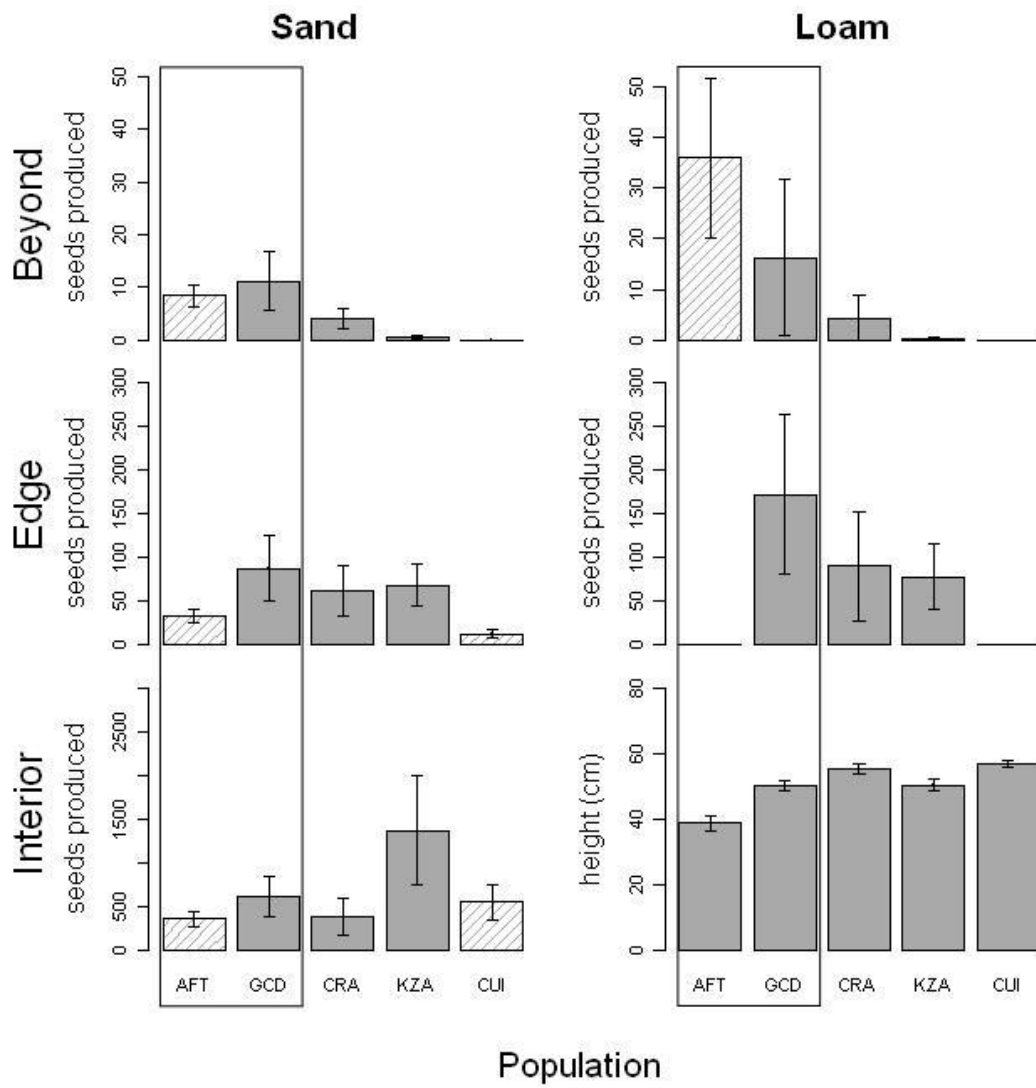 Sand
Loam
Beyond
seeds produced
0 10 20 30 40 50
seeds produced
0 10 20 30 40 50
Edge
seeds produced
0 50 100 150 200 250 300
seeds produced
0 50 100 150 200 250 300
Interior
seeds produced
0 500 1500 2500
height (cm)
0 20 40 60 80
AFT GCD CRA KZA CUI
AFT GCD CRA KZA CUI
Population